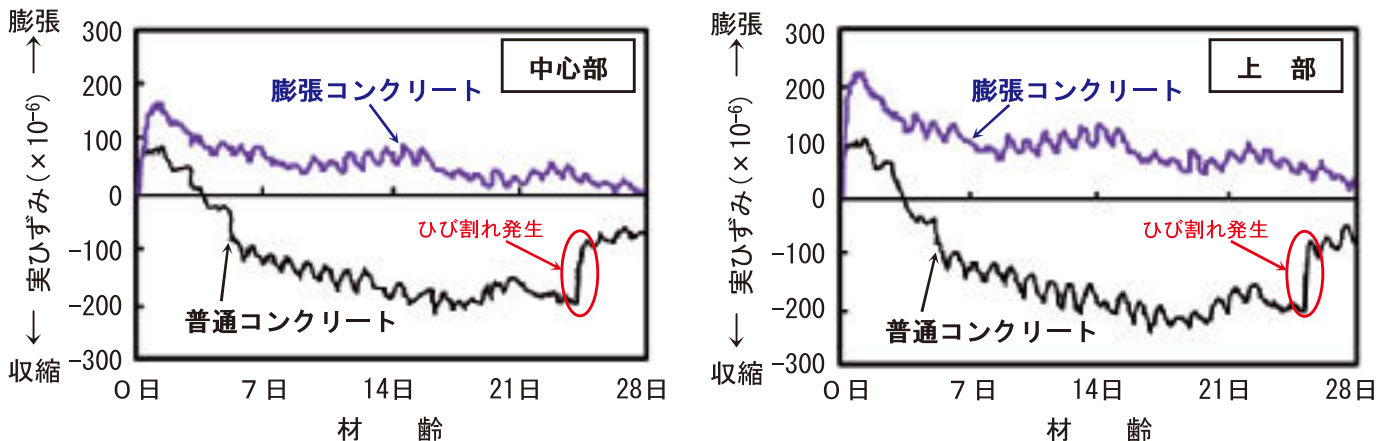 膨張
実ひずみ(×10⁻⁶)
収縮
300
200
100
0
-100
-200
-300
中心部
膨張コンクリート
ひび割れ発生
普通コンクリート
0日
7日
14日
21日
28日
材 齢
膨張
実ひずみ(×10⁻⁶)
収縮
300
200
100
0
-100
-200
-300
上 部
膨張コンクリート
ひび割れ発生
普通コンクリート
0日
7日
14日
21日
28日
材 齢